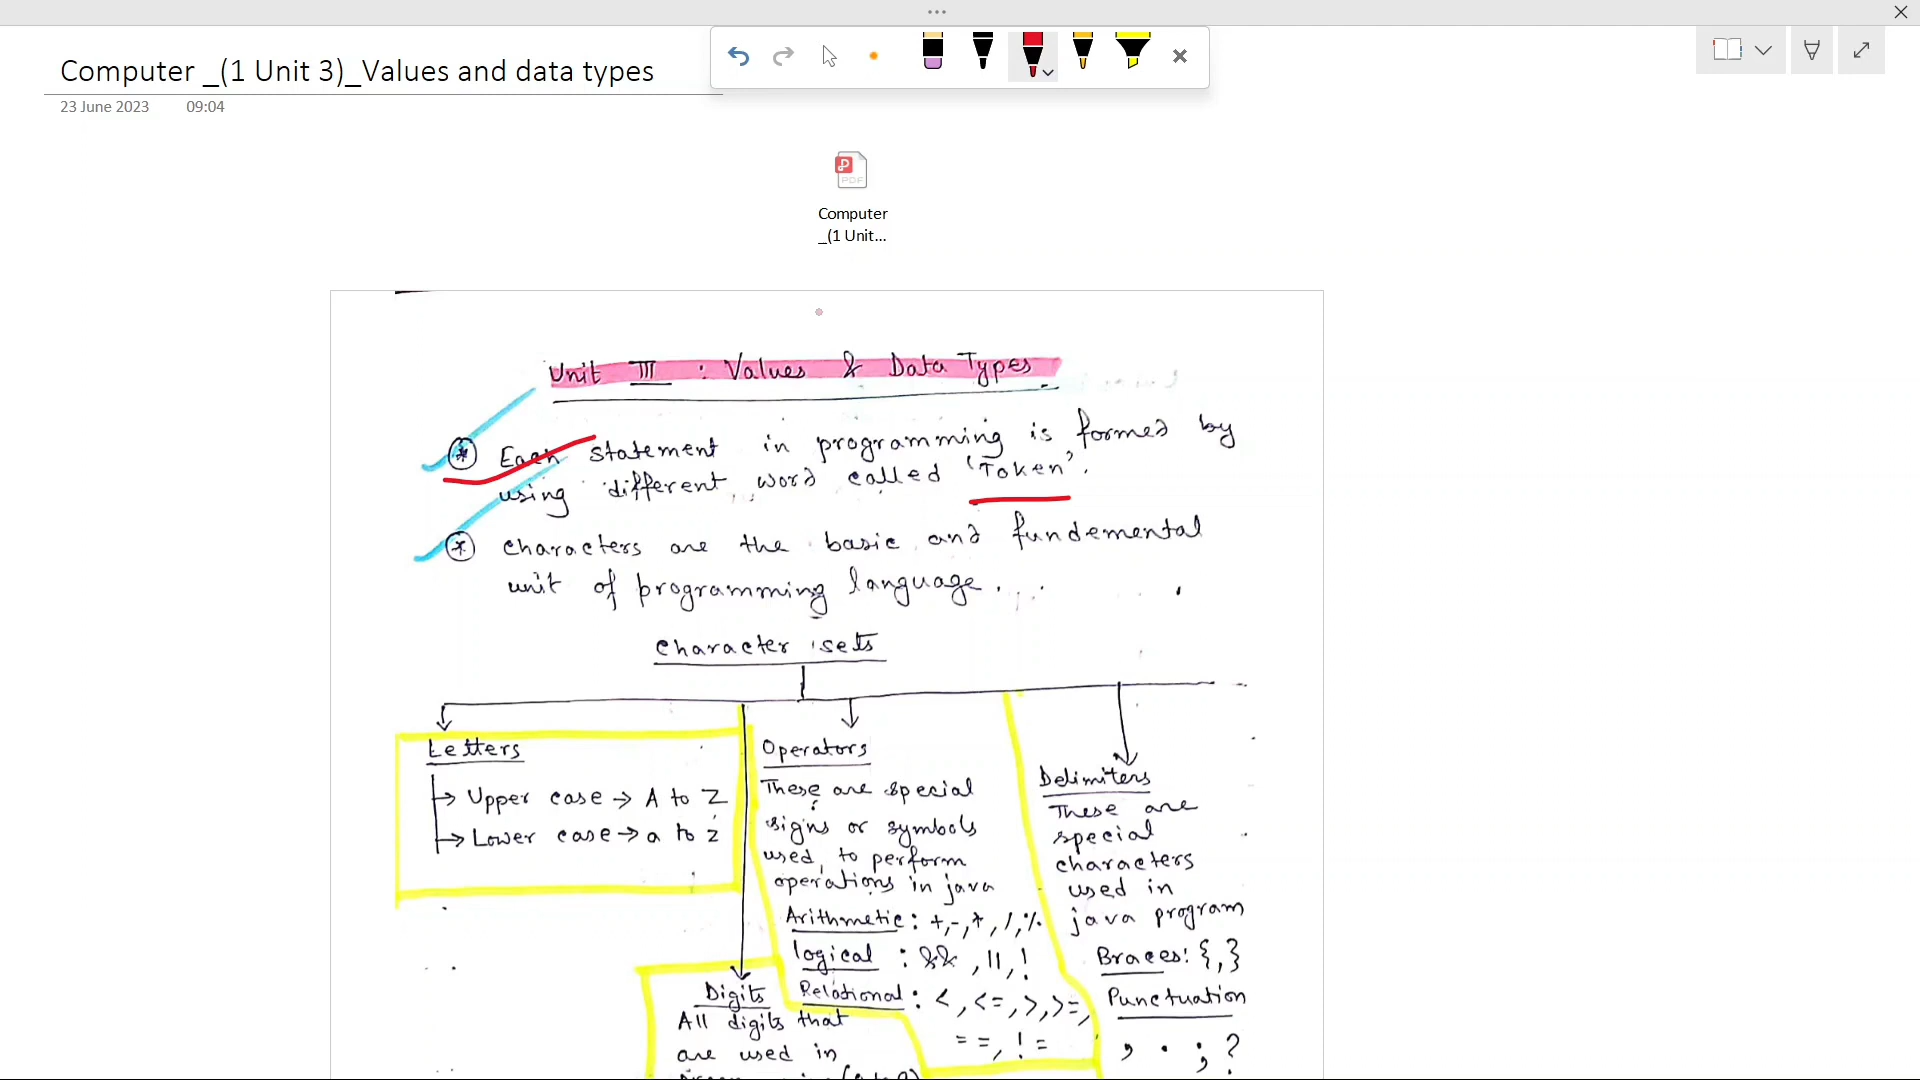 Computer _(1 Unit 3)_Values and data types
23 June 2023 09:04
PDF
Computer
_(1 Unit...
Unit III : Values & Data Types
* Each statement in programming is formed by
using different word called 'Token'.
* Characters are the basic and fundemental
unit of programming language.
Character sets
Letters
Upper case → A to Z
Lower case → a to z
Operators
These are special
signs or symbols
used, to perform
operations in java
Arithmetic : +, -, *, /, %
logical : &&, ||, !
Relational : <, <=, >, >=,
==, !=
Delimiters
These are
special
characters
used in
java program
Braces: {,}
Punctuation
, . ; ?
Digits
All digits that
are used in